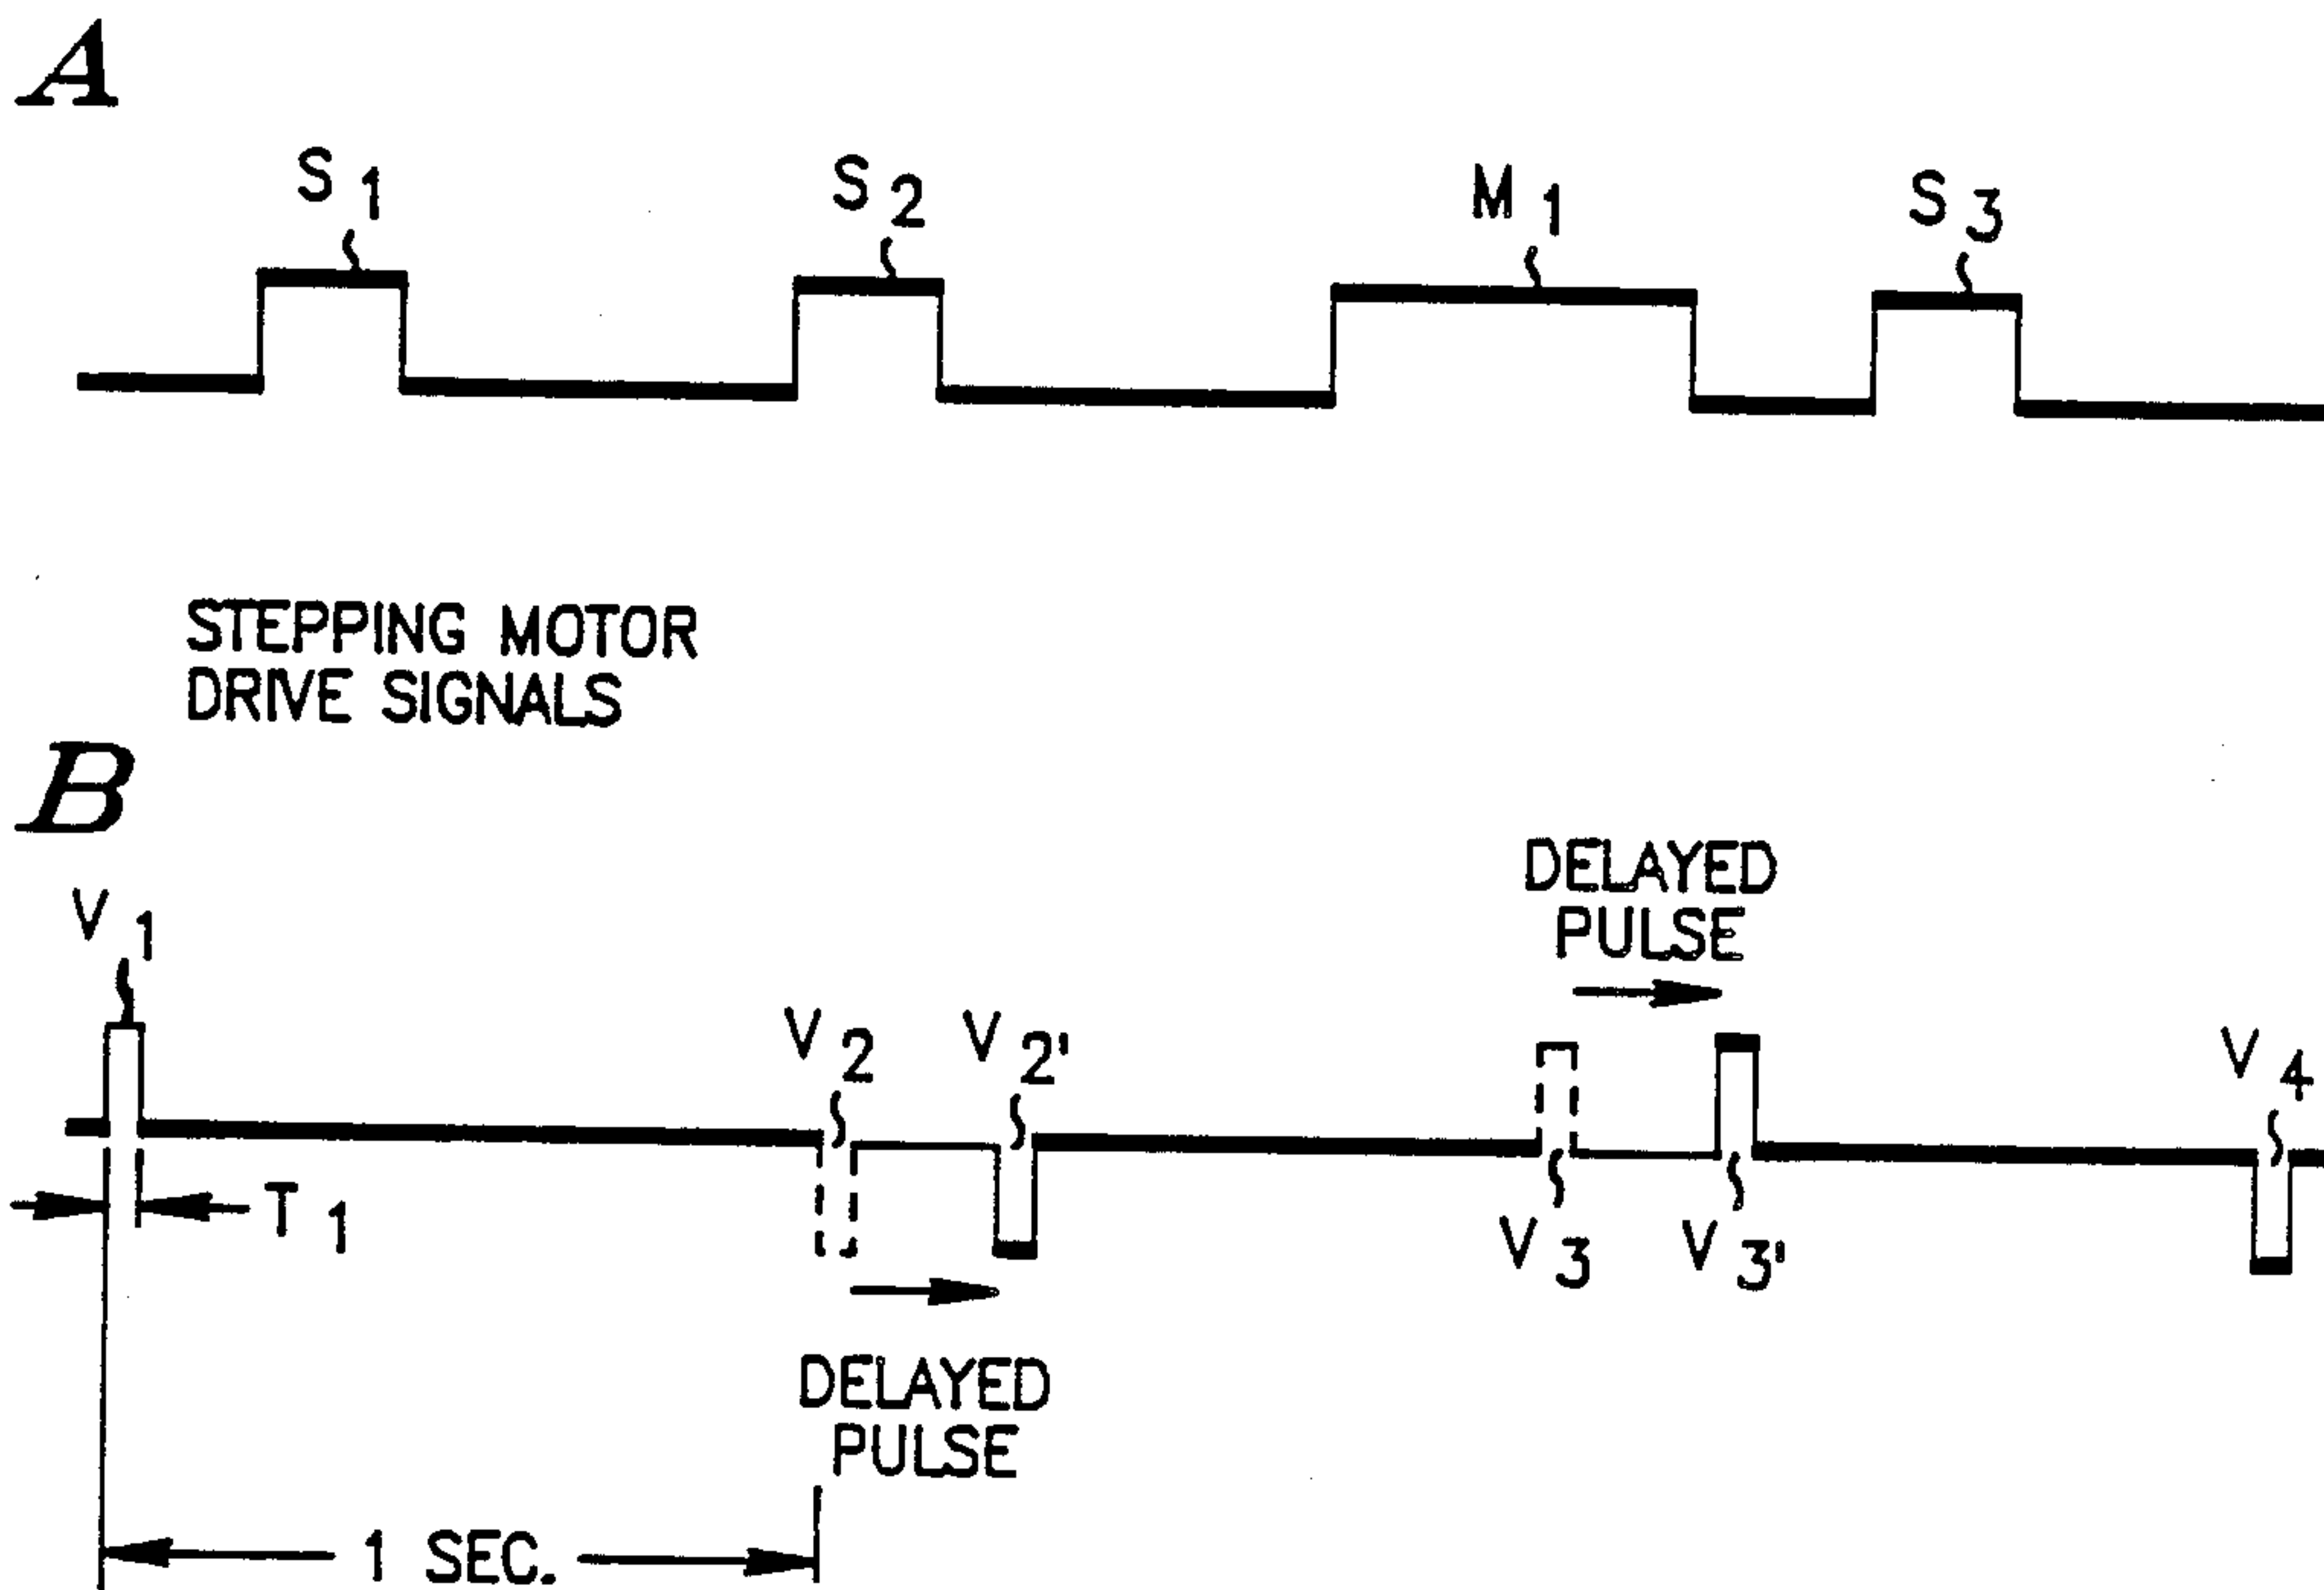 A
S1
S2
M1
S3
STEPPING MOTOR
DRIVE SIGNALS
B
DELAYED
PULSE
V1
V2
V2'
V4
T1
V3
V3'
DELAYED
PULSE
1 SEC.